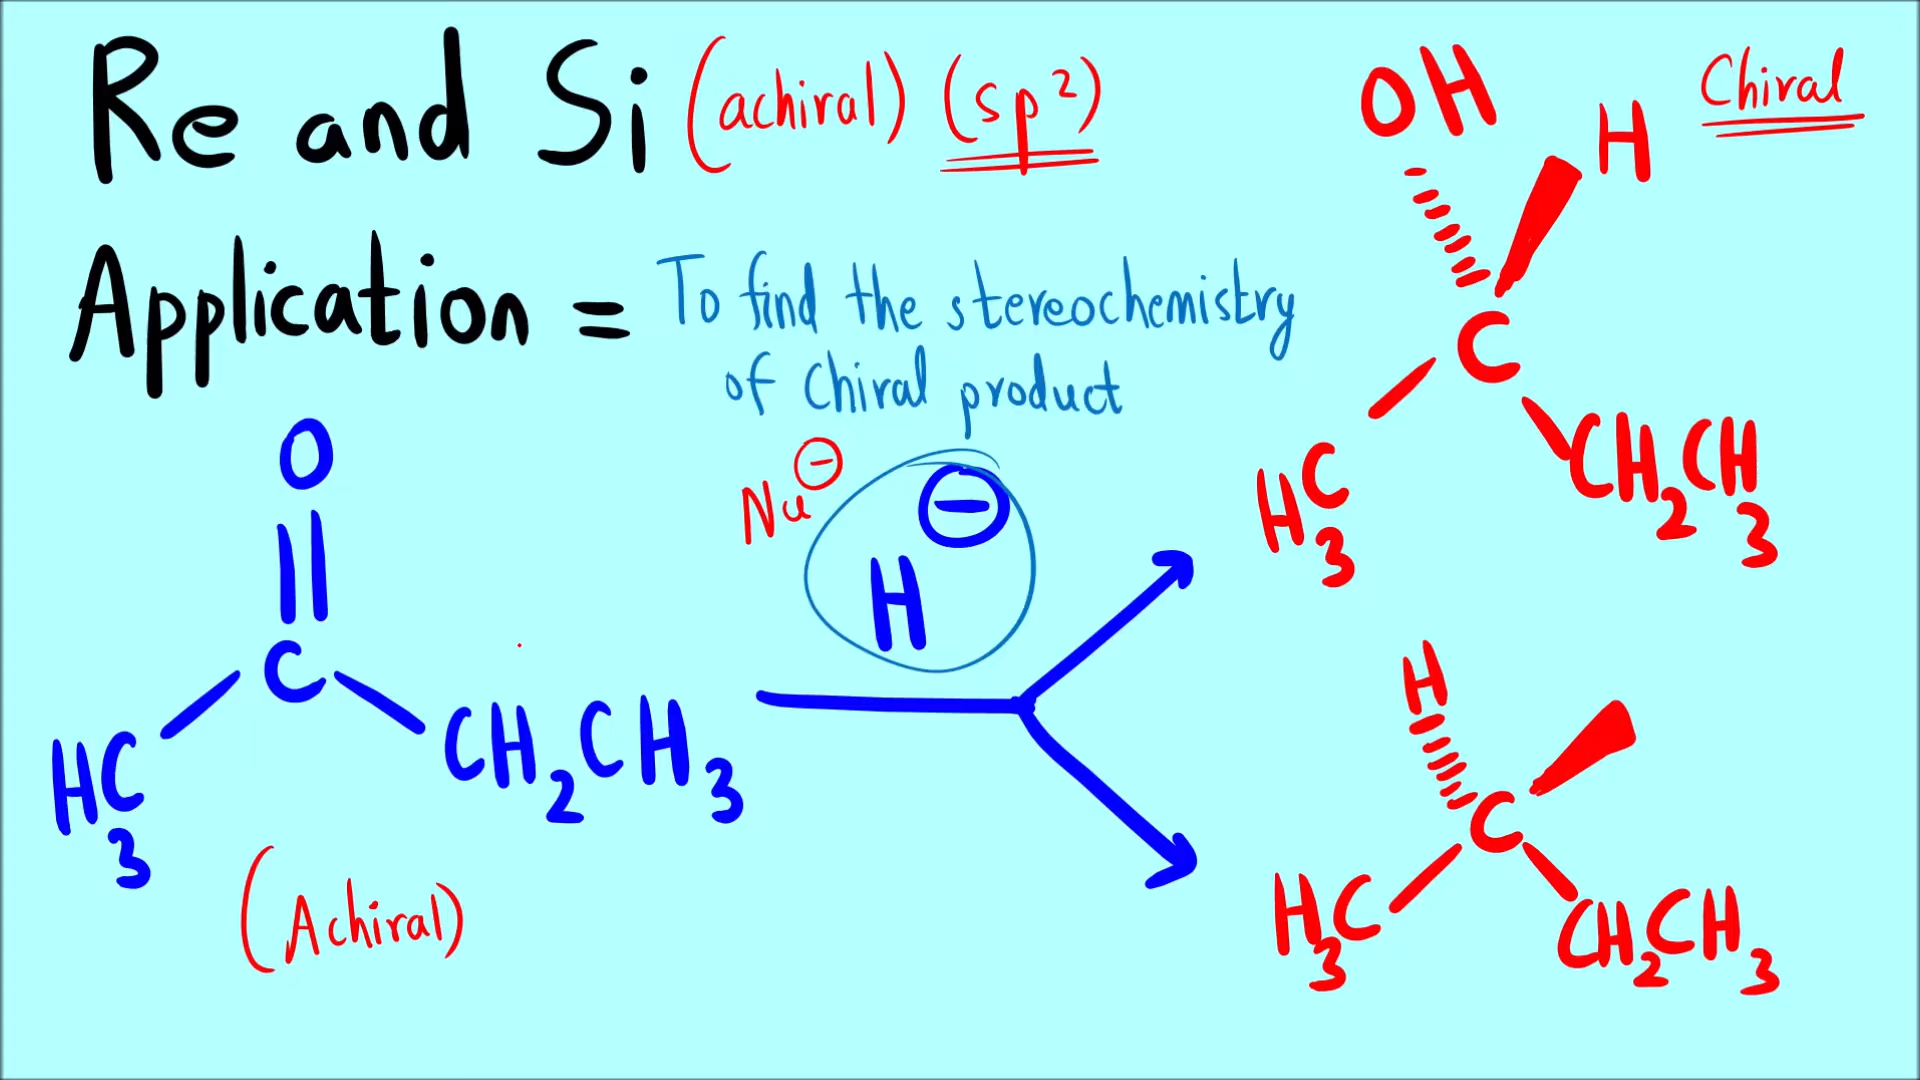 Re and Si (achiral) (sp²)
Application = To find the stereochemistry
of Chiral product
O
||
C
H3C
CH2CH3
(Achiral)
Nu⊖
H⊖
OH
H
Chiral
C
H3C
CH2CH3
H
C
H3C
CH2CH3